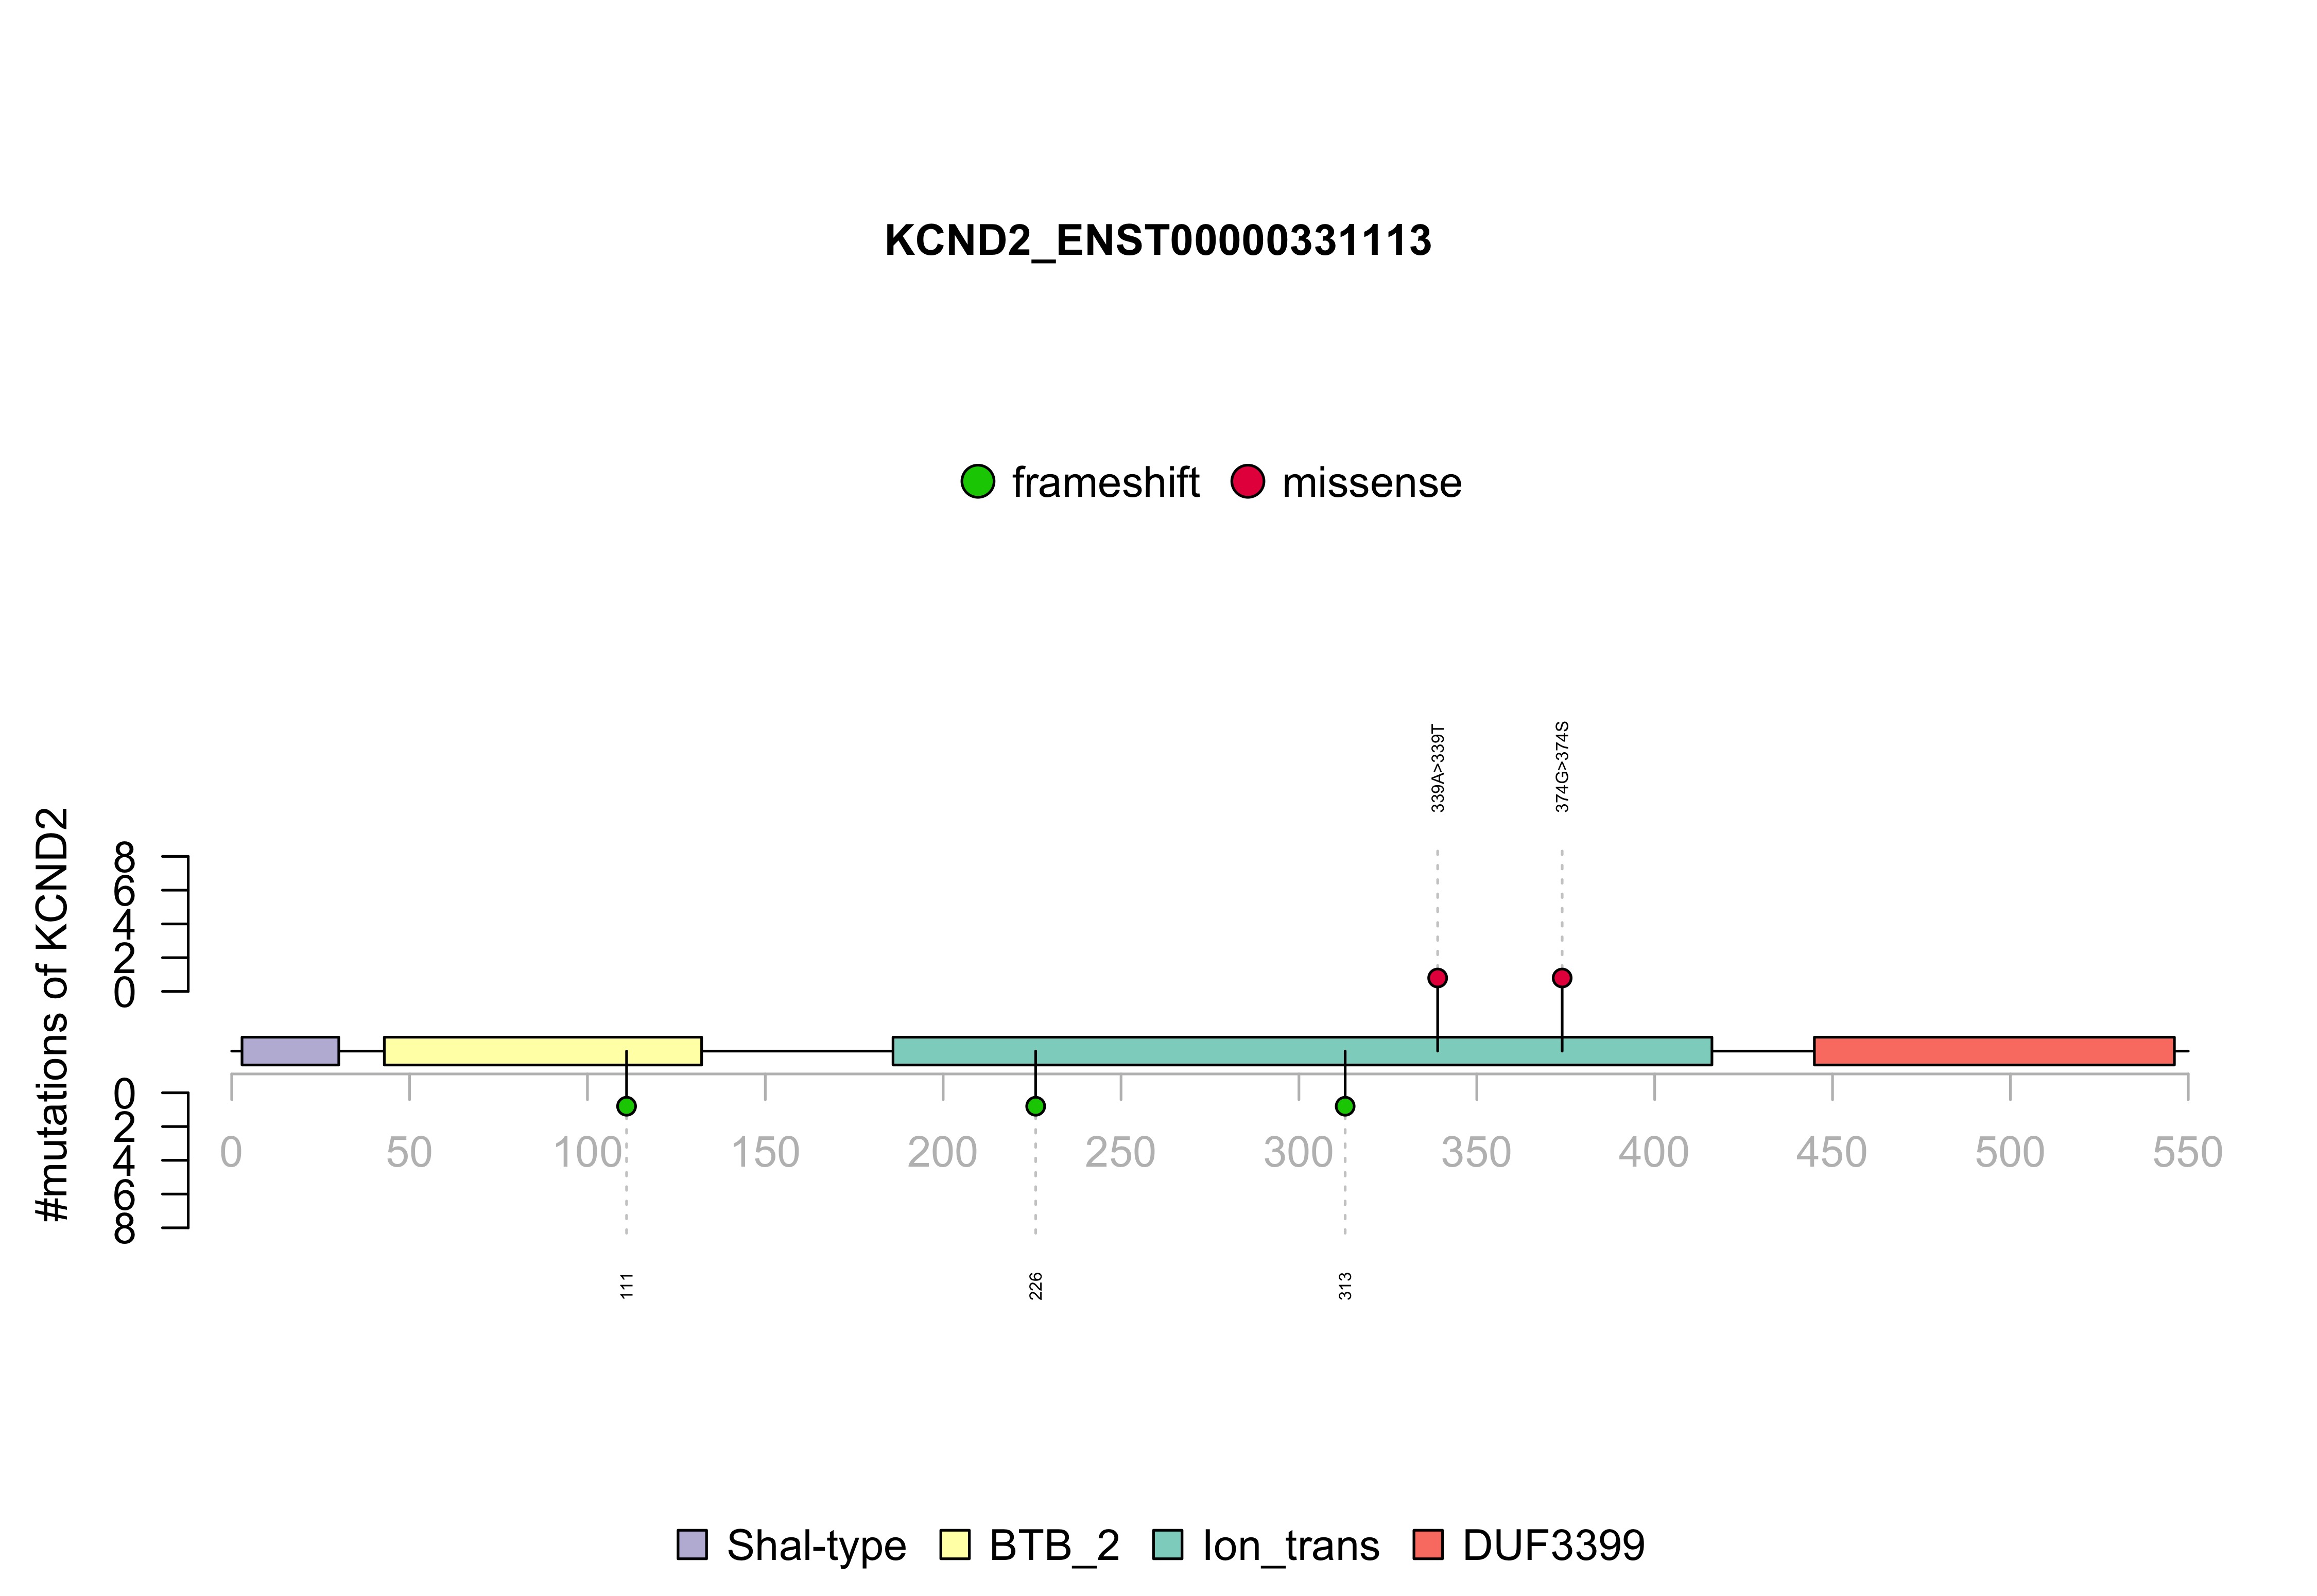 KCND2_ENST00000331113
frameshift missense
339A>339T
374G>374S
#mutations of KCND2
8
6
4
2
0
0
2
4
6
8
0 50 100 150 200 250 300 350 400 450 500 550
111
226
313
Shal-type BTB_2 Ion_trans DUF3399